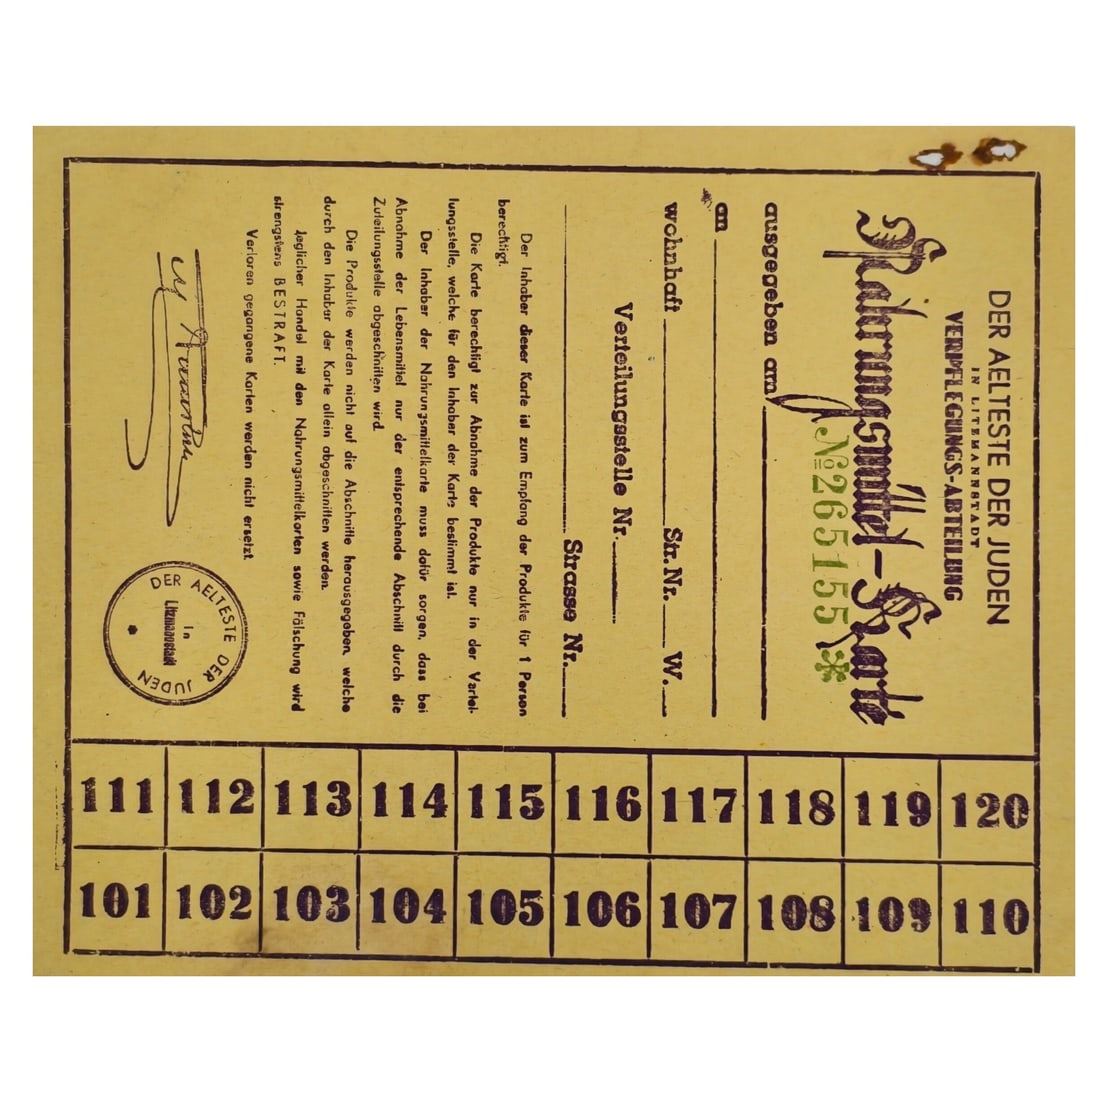 DER AELTESTE DER JUDEN
IN LITZMANNSTADT
VERPFLEGUNGS-ABTEILUNG
Nahrungsmittel-Karte
№ 265155*
ausgegeben am
an
wohnhaft Str. Nr. W.
Verteilungsstelle Nr.
Strasse Nr.
Der Inhaber dieser Karte ist zum Empfang der Produkte für 1 Person
berechtigt.
Die Karte berechtigt zur Abnahme der Produkte nur in der Vertei-
lungsstelle, welche für den Inhaber der Karte bestimmt ist.
Der Inhaber der Nahrungsmittelkarte muss dafür sorgen, dass bei
Abnahme der Lebensmittel nur der entsprechende Abschnitt durch die
Zuteilungsstelle abgeschnitten wird.
Die Produkte werden nicht auf die Abschnitte herausgegeben, welche
durch den Inhaber der Karte allein abgeschnitten werden.
Jeglicher Handel mit den Nahrungsmittelkarten sowie Fälschung wird
strengstens BESTRAFT.
Verloren gegangene Karten werden nicht ersetzt
DER AELTESTE DER JUDEN
in
Litzmannstadt
111 112 113 114 115 116 117 118 119 120
101 102 103 104 105 106 107 108 109 110